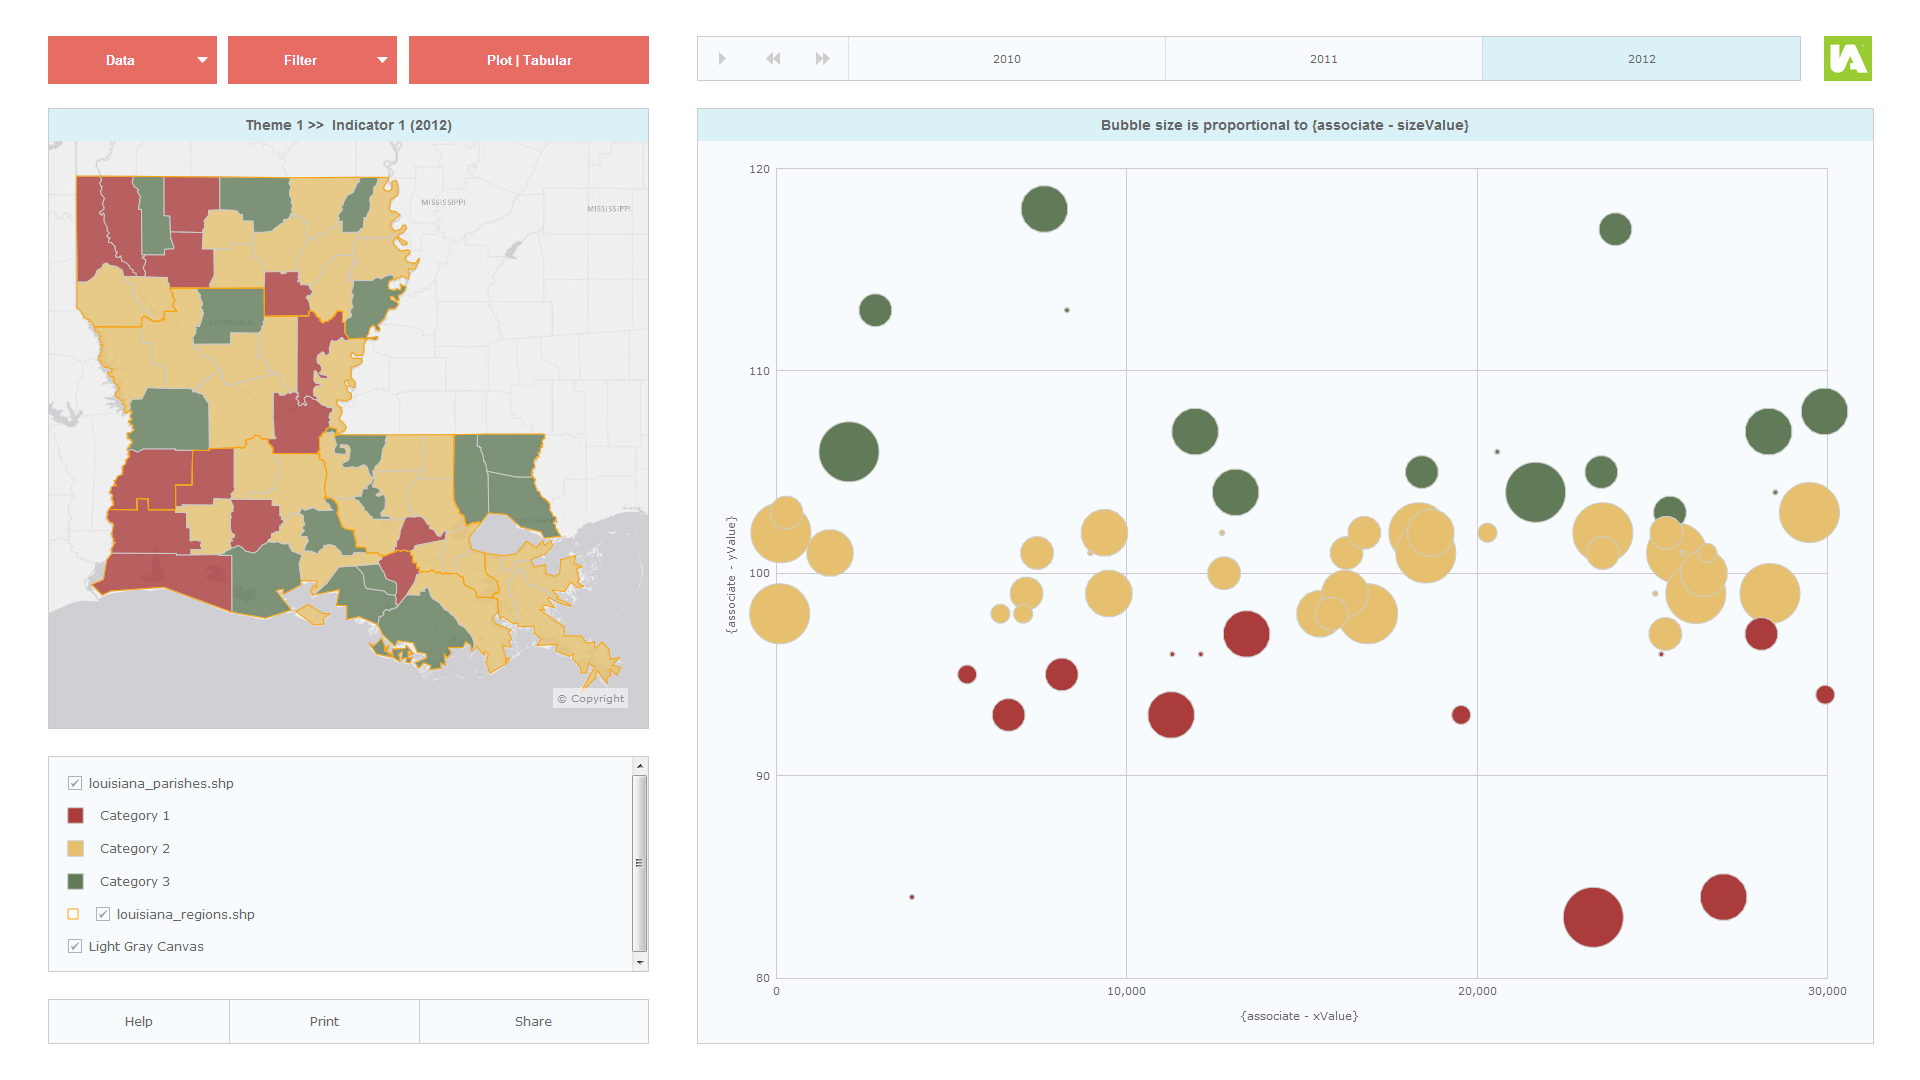 Data
Filter
Plot | Tabular
2010
2011
2012
Theme 1 >> Indicator 1 (2012)
MISSISSIPPI
MISSISSIPPI
LOUISIANA
© Copyright
louisiana_parishes.shp
Category 1
Category 2
Category 3
louisiana_regions.shp
Light Gray Canvas
Help
Print
Share
Bubble size is proportional to {associate - sizeValue}
120
110
100
90
80
{associate - yValue}
0
10,000
20,000
30,000
{associate - xValue}